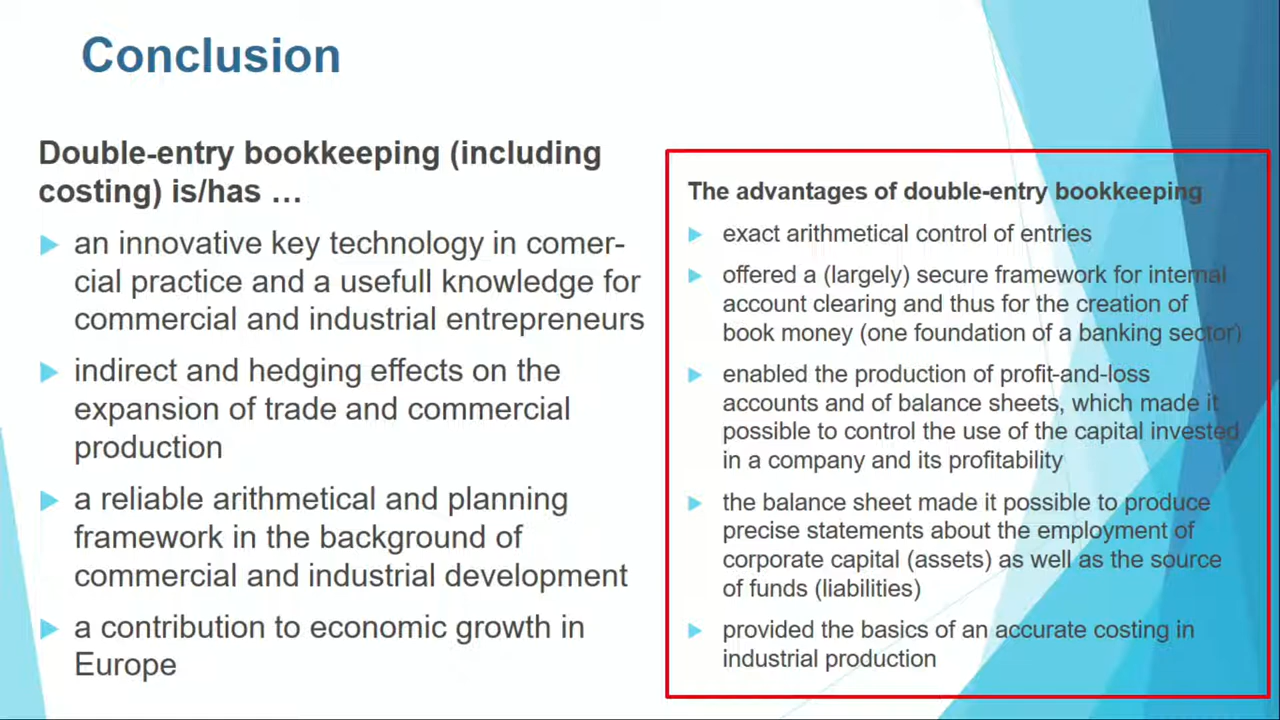 Conclusion
Double-entry bookkeeping (including
costing) is/has …
an innovative key technology in comer-
cial practice and a usefull knowledge for
commercial and industrial entrepreneurs
indirect and hedging effects on the
expansion of trade and commercial
production
a reliable arithmetical and planning
framework in the background of
commercial and industrial development
a contribution to economic growth in
Europe
The advantages of double-entry bookkeeping
exact arithmetical control of entries
offered a (largely) secure framework for internal
account clearing and thus for the creation of
book money (one foundation of a banking sector)
enabled the production of profit-and-loss
accounts and of balance sheets, which made it
possible to control the use of the capital invested
in a company and its profitability
the balance sheet made it possible to produce
precise statements about the employment of
corporate capital (assets) as well as the source
of funds (liabilities)
provided the basics of an accurate costing in
industrial production